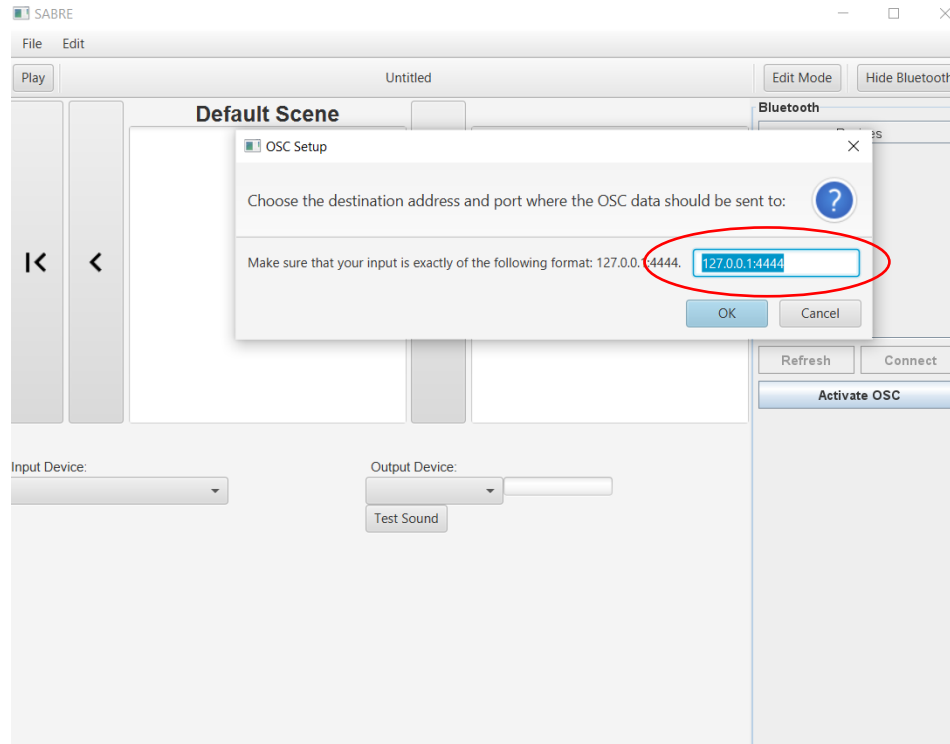 SABRE
File Edit
Play Untitled Edit Mode Hide Bluetooth
Default Scene
Bluetooth
OSC Setup
Choose the destination address and port where the OSC data should be sent to:
?
Make sure that your input is exactly of the following format: 127.0.0.1:4444. 127.0.0.1:4444
OK Cancel
Refresh Connect
Activate OSC
Input Device: Output Device:
Test Sound